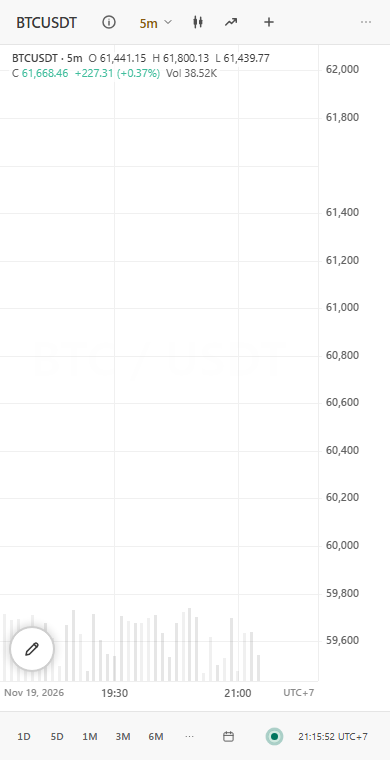 BTCUSDT 5m
BTCUSDT · 5m O 61,441.15 H 61,800.13 L 61,439.77
C 61,668.46 +227.31 (+0.37%) Vol 38.52K
62,000
61,800
61,400
61,200
61,000
60,800
60,600
60,400
60,200
60,000
59,800
59,600
Nov 19, 2026 19:30 21:00 UTC+7
1D 5D 1M 3M 6M 21:15:52 UTC+7